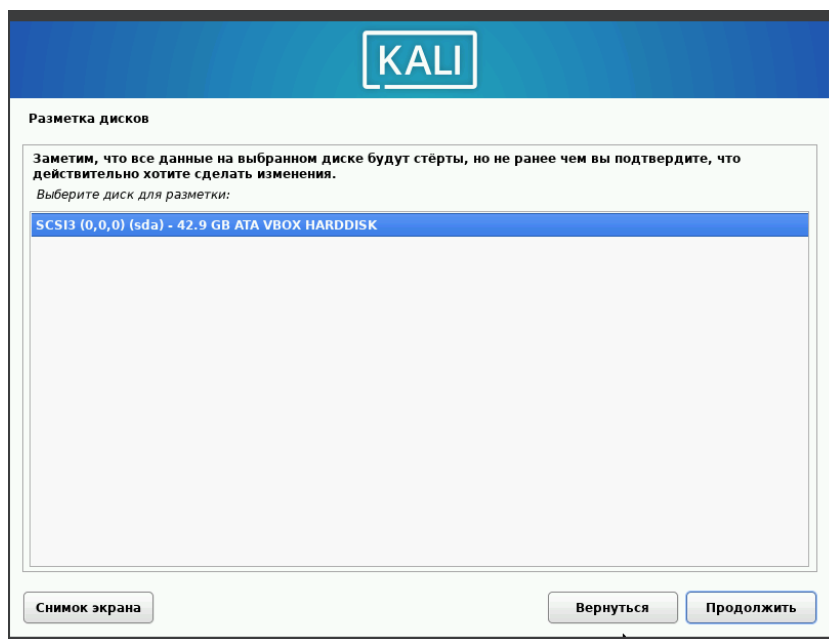 KALI
Разметка дисков
Заметим, что все данные на выбранном диске будут стёрты, но не ранее чем вы подтвердите, что
действительно хотите сделать изменения.
Выберите диск для разметки:
SCSI3 (0,0,0) (sda) - 42.9 GB ATA VBOX HARDDISK
Снимок экрана
Вернуться
Продолжить